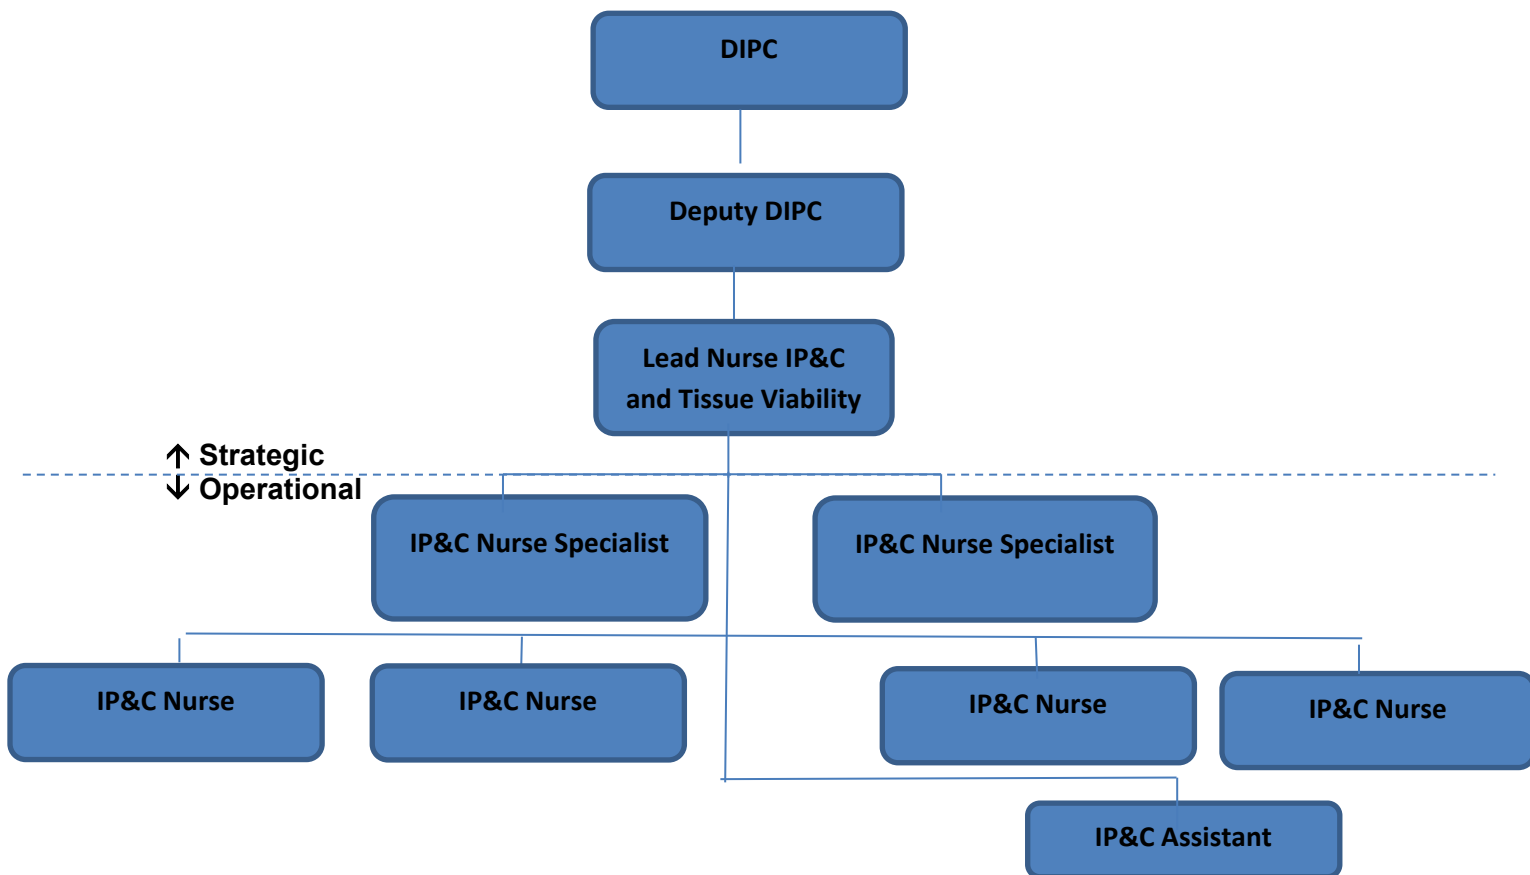 DIPC
Deputy DIPC
Lead Nurse IP&C
and Tissue Viability
↑ Strategic
↓ Operational
IP&C Nurse Specialist
IP&C Nurse Specialist
IP&C Nurse
IP&C Nurse
IP&C Nurse
IP&C Nurse
IP&C Assistant